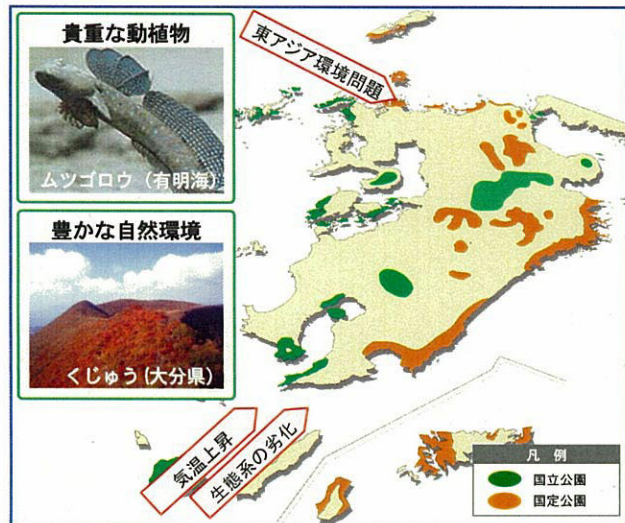 貴重な動植物
ムツゴロウ（有明海）
豊かな自然環境
くじゅう(大分県)
東アジア環境問題
気温上昇
生態系の劣化
凡 例
国立公園
国定公園